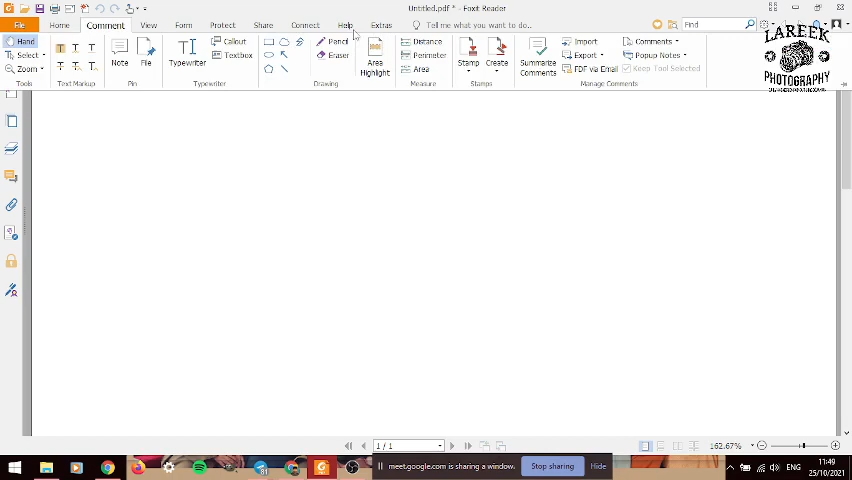 Untitled.pdf * - Foxit Reader
File Home Comment View Form Protect Share Connect Help Extras Tell me what you want to do.. Find
Hand Select Zoom
Tools
Text Markup
Note File
Pin
Typewriter Callout Textbox
Typewriter
Pencil Eraser
Area Highlight
Drawing
Distance Perimeter Area
Measure
Stamp Create
Stamps
Summarize Comments
Import Export FDF via Email
Comments Popup Notes Keep Tool Selected
Manage Comments
LAREEK
PHOTOGRAPHY
1 / 1 162.67%
meet.google.com is sharing a window. Stop sharing Hide
ENG 11:49
25/10/2021